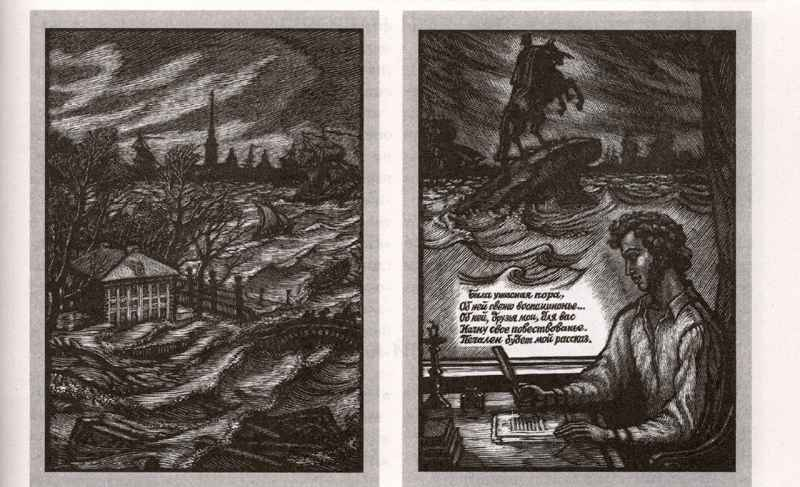 Была ужасная пора,
Об ней свежо воспоминанье...
Об ней, друзья мои, для вас
Начну свое повествованье.
Печален будет мой рассказ.